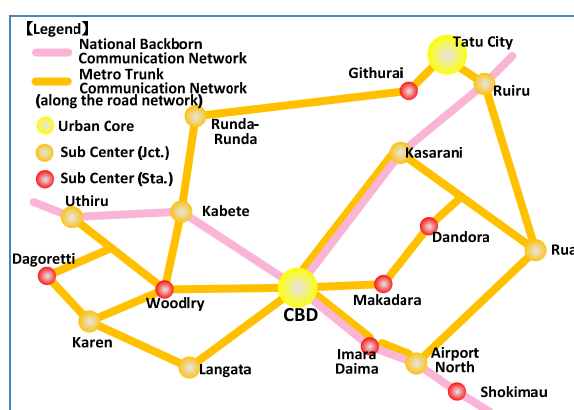 【Legend】
National Backborn
Communication Network
Metro Trunk
Communication Network
(along the road network)
Urban Core
Sub Center (Jct.)
Sub Center (Sta.)
Tatu City
Githurai
Ruiru
Runda-
Runda
Kasarani
Uthiru
Kabete
Dandora
Rua
Dagoretti
Woodlry
CBD
Makadara
Karen
Imara
Daima
Airport
North
Langata
Shokimau